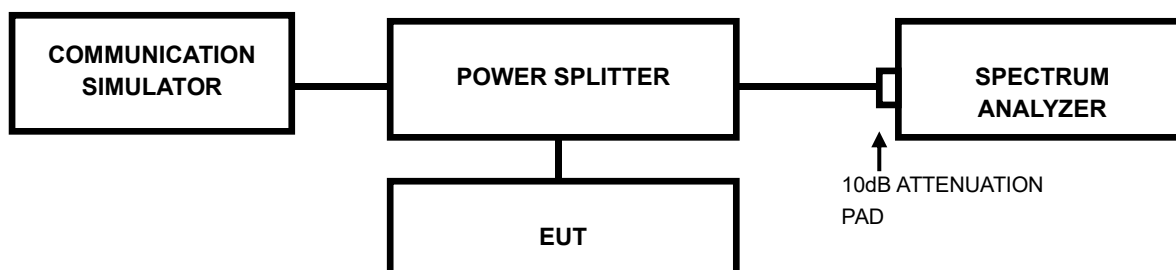 COMMUNICATION
SIMULATOR
POWER SPLITTER
SPECTRUM
ANALYZER
10dB ATTENUATION
PAD
EUT